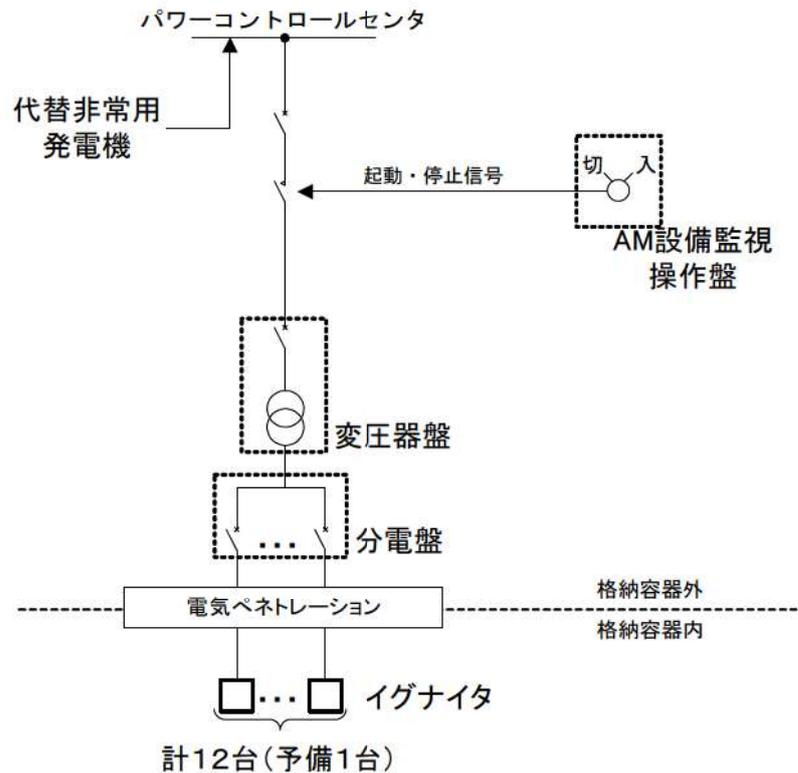 パワーコントロールセンタ
代替非常用
発電機
起動・停止信号
切 入
AM設備監視
操作盤
変圧器盤
分電盤
電気ペネトレーション
格納容器外
格納容器内
イグナイタ
計12台(予備1台)